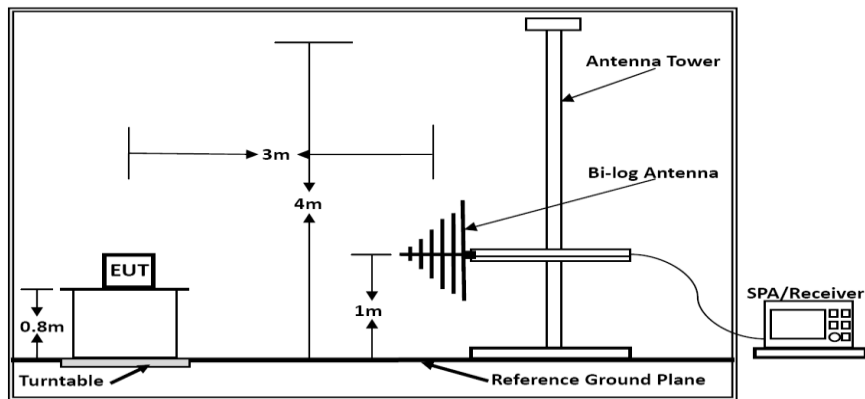 Antenna Tower
3m
Bi-log Antenna
4m
EUT
1m
0.8m
SPA/Receiver
Turntable
Reference Ground Plane